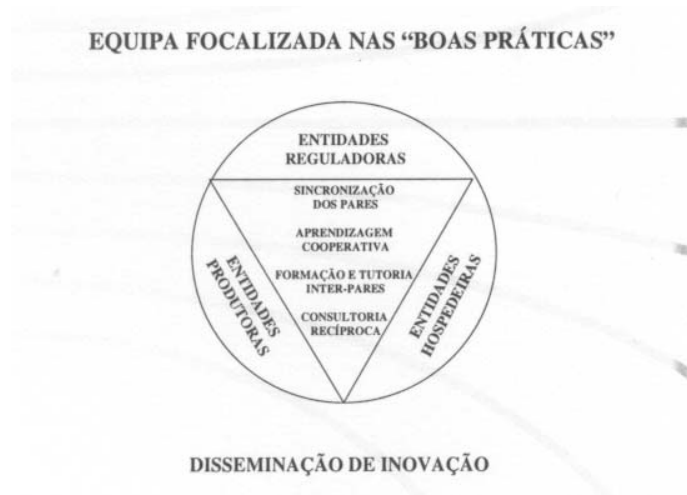 EQUIPA FOCALIZADA NAS “BOAS PRÁTICAS”
ENTIDADES
REGULADORAS
SINCRONIZAÇÃO
DOS PARES
APRENDIZAGEM
COOPERATIVA
FORMAÇÃO E TUTORIA
INTER-PARES
CONSULTORIA
RECÍPROCA
ENTIDADES
PRODUTORAS
ENTIDADES
HOSPEDEIRAS
DISSEMINAÇÃO DE INOVAÇÃO